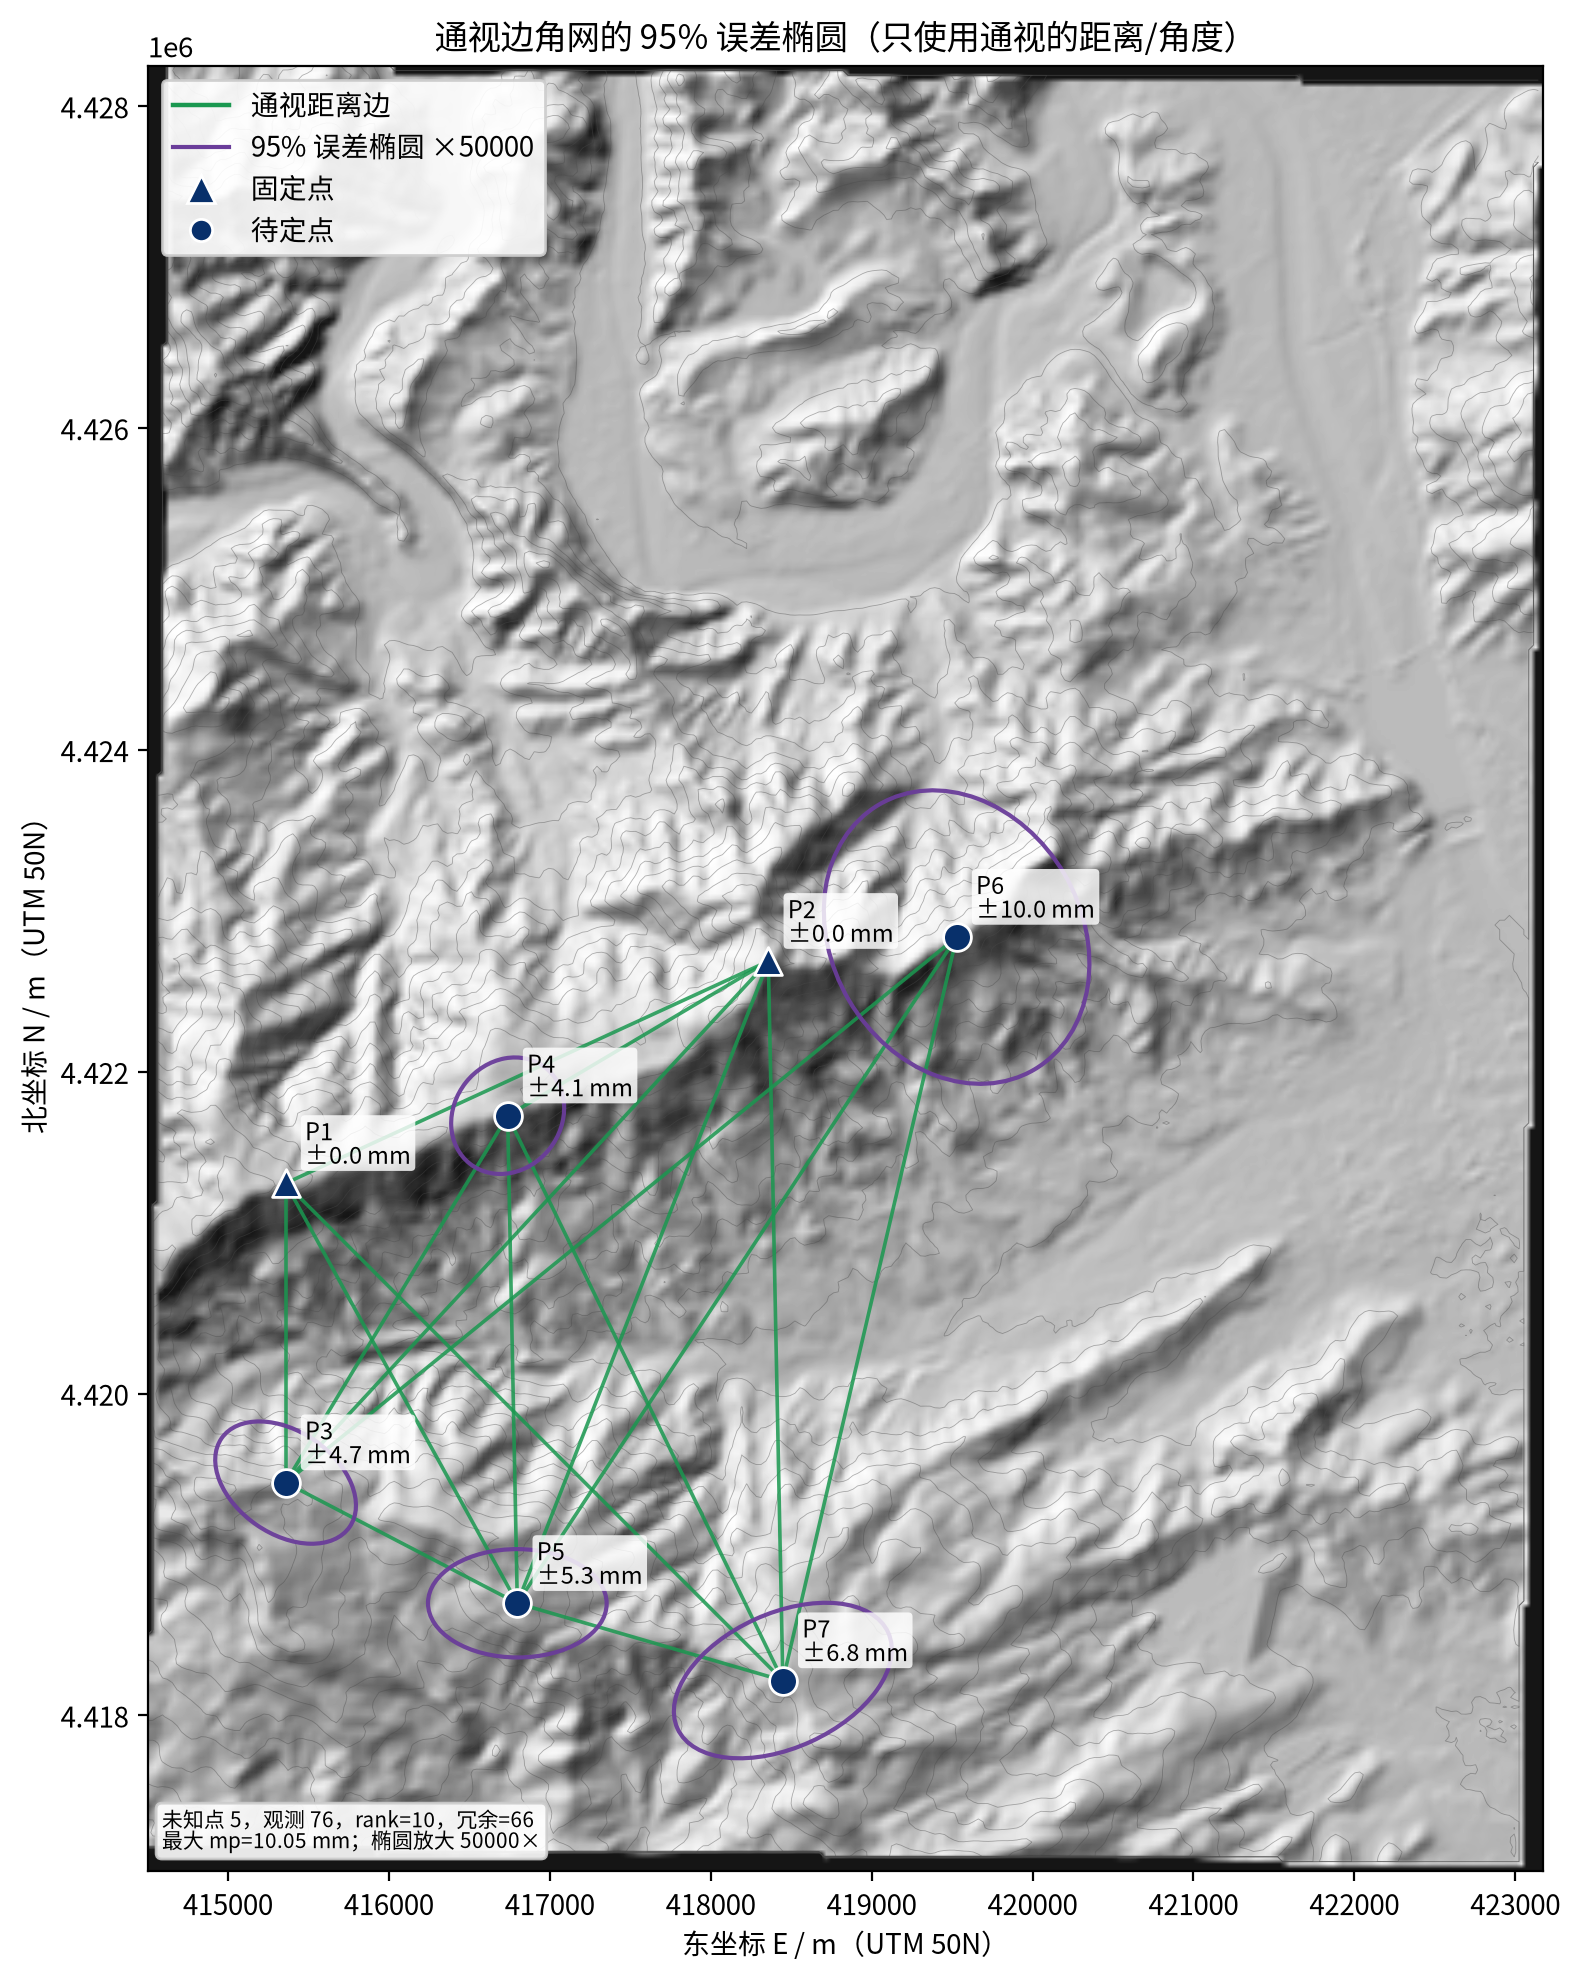 通视边角网的 95% 误差椭圆（只使用通视的距离/角度）
1e6
通视距离边
95% 误差椭圆 ×50000
固定点
待定点
4.428
4.426
4.424
4.422
4.420
4.418
北坐标 N / m（UTM 50N）
P6
±10.0 mm
P2
±0.0 mm
P4
±4.1 mm
P1
±0.0 mm
P3
±4.7 mm
P5
±5.3 mm
P7
±6.8 mm
未知点 5，观测 76，rank=10，冗余=66
最大 mp=10.05 mm；椭圆放大 50000×
415000
416000
417000
418000
419000
420000
421000
422000
423000
东坐标 E / m（UTM 50N）